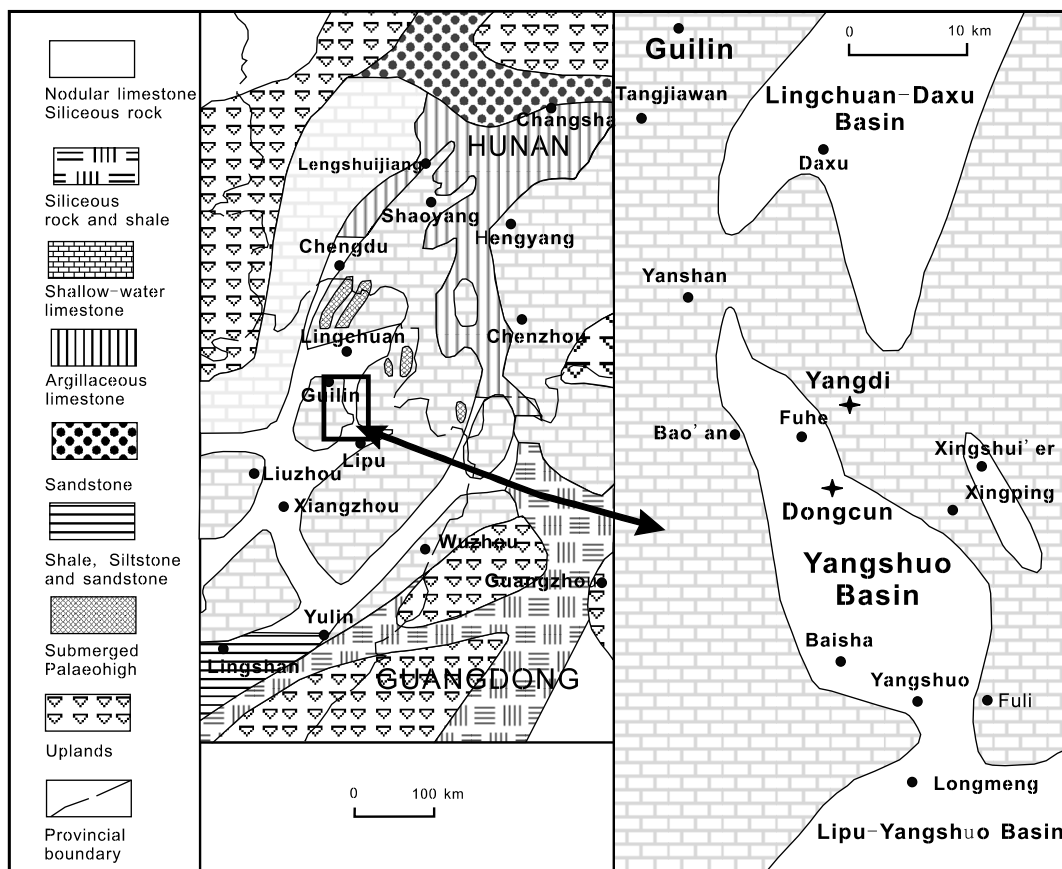 Nodular limestone
Siliceous rock
Siliceous
rock and shale
Shallow-water
limestone
Argillaceous
limestone
Sandstone
Shale, Siltstone
and sandstone
Submerged
Palaeohigh
Uplands
Provincial
boundary
Changsha
HUNAN
Lengshuijiang
Shaoyang
Hengyang
Chengdu
Lingchuan
Chenzhou
Guilin
Lipu
Liuzhou
Xiangzhou
Wuzhou
Guangzhou
Yulin
Lingshan
GUANGDONG
0 100 km
0 10 km
Guilin
Tangjiawan
Lingchuan-Daxu
Basin
Daxu
Yanshan
Yangdi
Fuhe
Bao'an
Xingshui'er
Xingping
Dongcun
Yangshuo
Basin
Baisha
Yangshuo
Fuli
Longmeng
Lipu-Yangshuo Basin